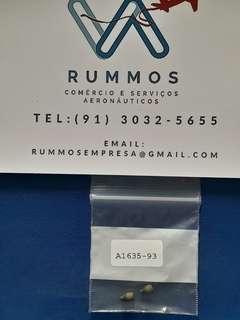 RUMMOS
COMÉRCIO E SERVIÇOS
AERONÁUTICOS
TEL:(91) 3032-5655
EMAIL:
RUMMOSEMPRESA@GMAIL.COM
A1635-93